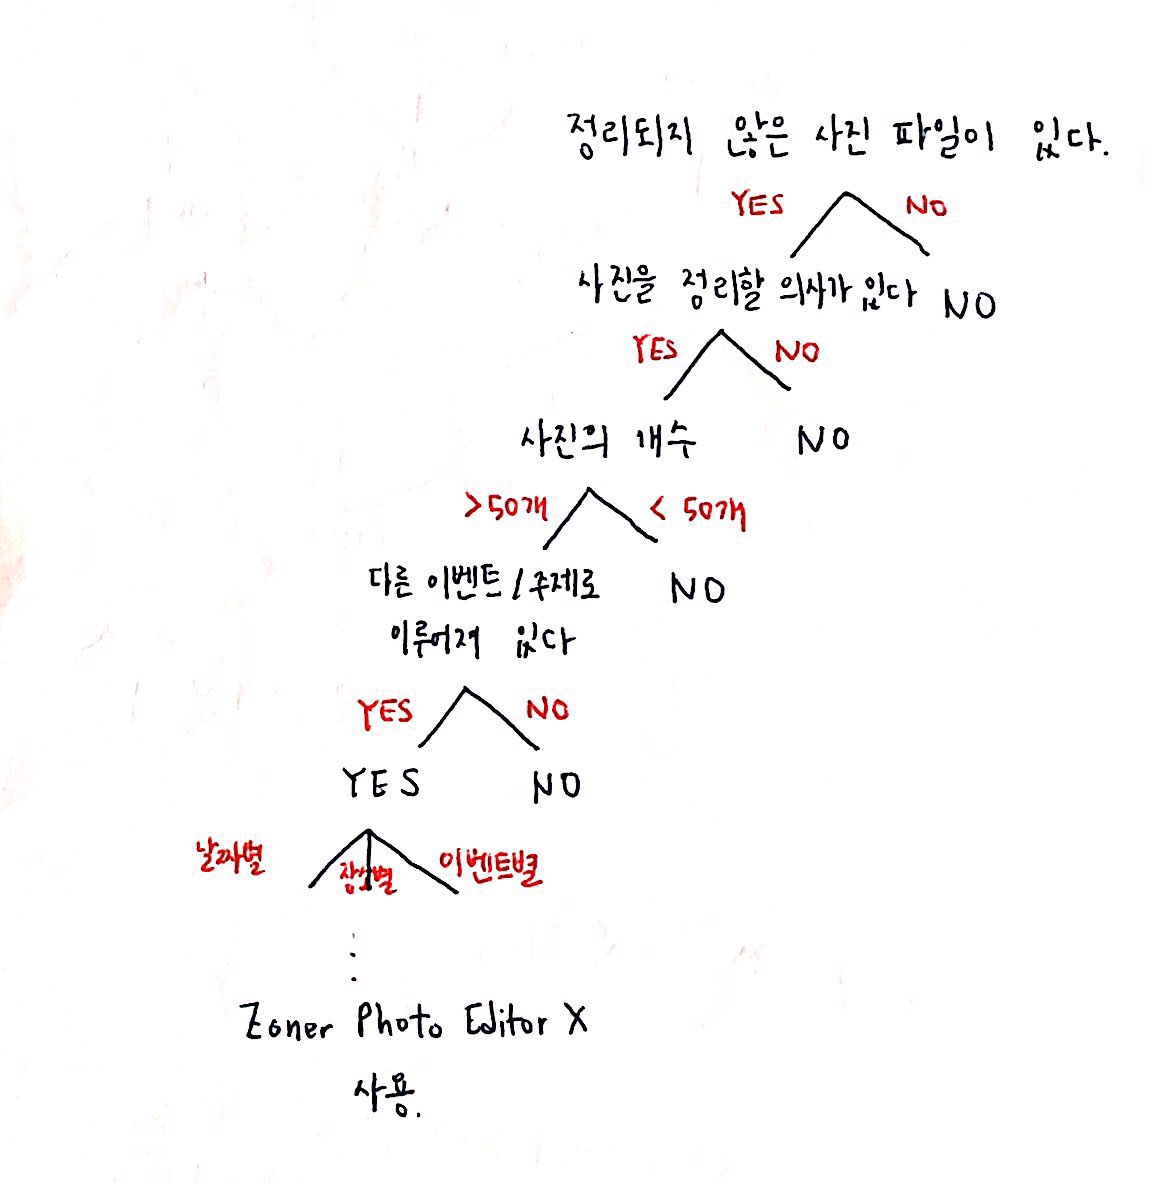 정리되지 않은 사진 파일이 있다.
YES NO
사진을 정리할 의사가 있다 NO
YES NO
사진의 개수 NO
>50개 < 50개
다른 이벤트/주제로 NO
이루어져 있다
YES NO
YES NO
날짜별 장소별 이벤트별
Zoner Photo Editor X
사용.